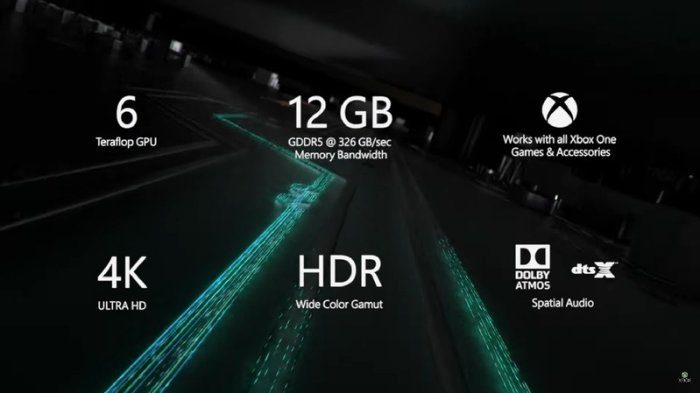 6
Teraflop GPU
12 GB
GDDR5 @ 326 GB/sec
Memory Bandwidth
Works with all Xbox One
Games & Accessories
4K
ULTRA HD
HDR
Wide Color Gamut
DOLBY
ATMOS
dts X
Spatial Audio
XBOX